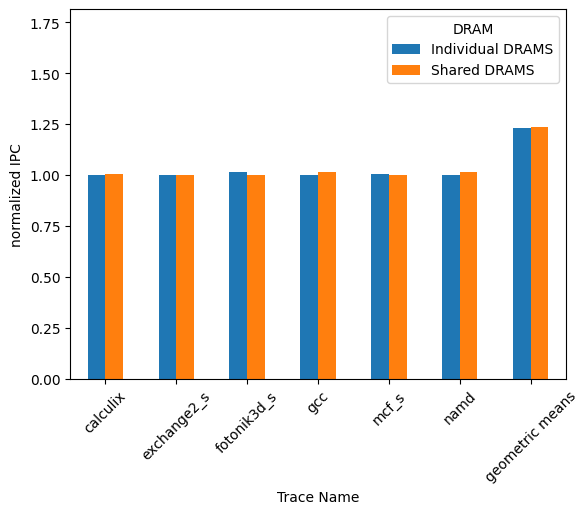 DRAM
Individual DRAMS
Shared DRAMS
normalized IPC
1.75
1.50
1.25
1.00
0.75
0.50
0.25
0.00
calculix
exchange2_s
fotonik3d_s
gcc
mcf_s
namd
geometric means
Trace Name